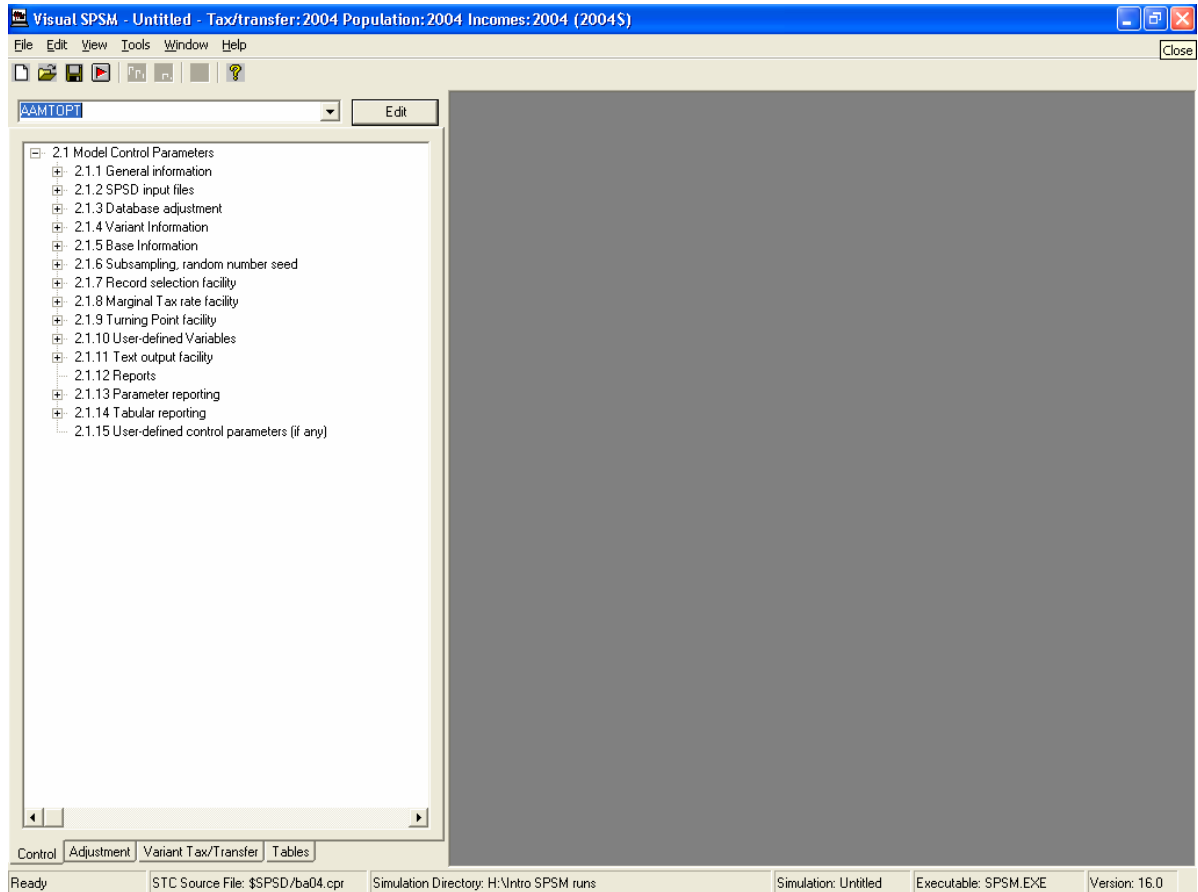 Visual SPSM - Untitled - Tax/transfer:2004 Population:2004 Incomes:2004 (2004$)
File Edit View Tools Window Help
Close
AAMTOPT
Edit
2.1 Model Control Parameters
2.1.1 General information
2.1.2 SPSD input files
2.1.3 Database adjustment
2.1.4 Variant Information
2.1.5 Base Information
2.1.6 Subsampling, random number seed
2.1.7 Record selection facility
2.1.8 Marginal Tax rate facility
2.1.9 Turning Point facility
2.1.10 User-defined Variables
2.1.11 Text output facility
2.1.12 Reports
2.1.13 Parameter reporting
2.1.14 Tabular reporting
2.1.15 User-defined control parameters (if any)
Control Adjustment Variant Tax/Transfer Tables
Ready STC Source File: $SPSD/ba04.cpr Simulation Directory: H:\Intro SPSM runs Simulation: Untitled Executable: SPSM.EXE Version: 16.0